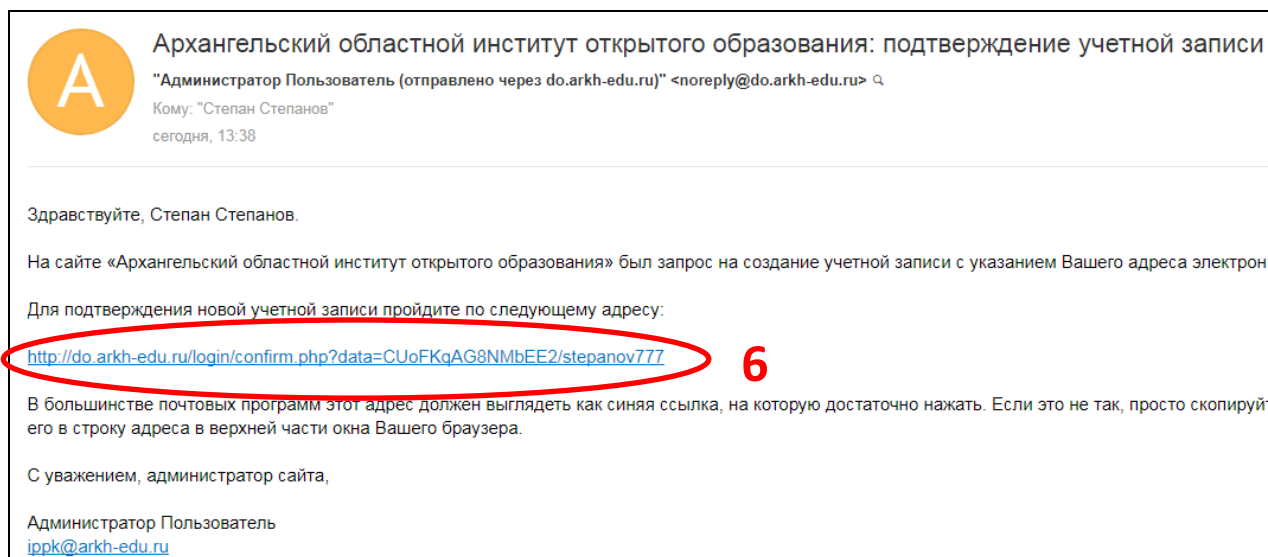 А
Архангельский областной институт открытого образования: подтверждение учетной записи
"Администратор Пользователь (отправлено через do.arkh-edu.ru)" <noreply@do.arkh-edu.ru>
Кому: "Степан Степанов"
сегодня, 13:38
Здравствуйте, Степан Степанов.
На сайте «Архангельский областной институт открытого образования» был запрос на создание учетной записи с указанием Вашего адреса электрон
Для подтверждения новой учетной записи пройдите по следующему адресу:
http://do.arkh-edu.ru/login/confirm.php?data=CUoFKqAG8NMbEE2/stepanov777
6
В большинстве почтовых программ этот адрес должен выглядеть как синяя ссылка, на которую достаточно нажать. Если это не так, просто скопируйт
его в строку адреса в верхней части окна Вашего браузера.
С уважением, администратор сайта,
Администратор Пользователь
ippk@arkh-edu.ru